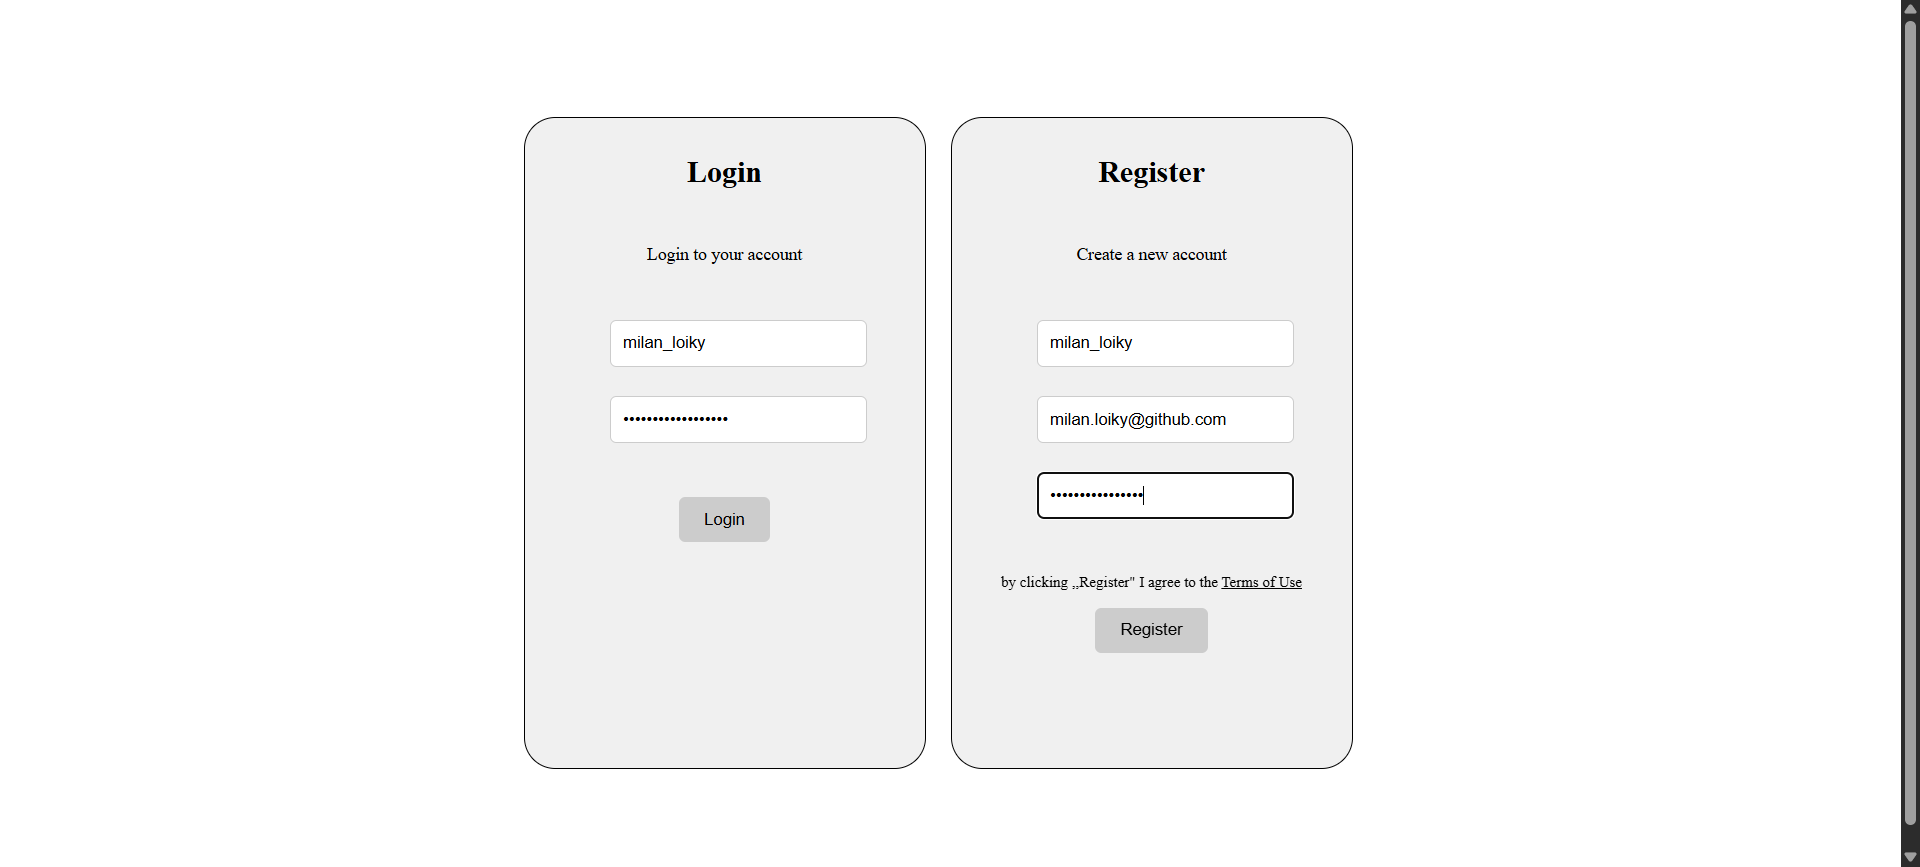 Login
Login to your account
milan_loiky
••••••••••••••••••
Login
Register
Create a new account
milan_loiky
milan.loiky@github.com
••••••••••••••••
by clicking ,,Register" I agree to the Terms of Use
Register